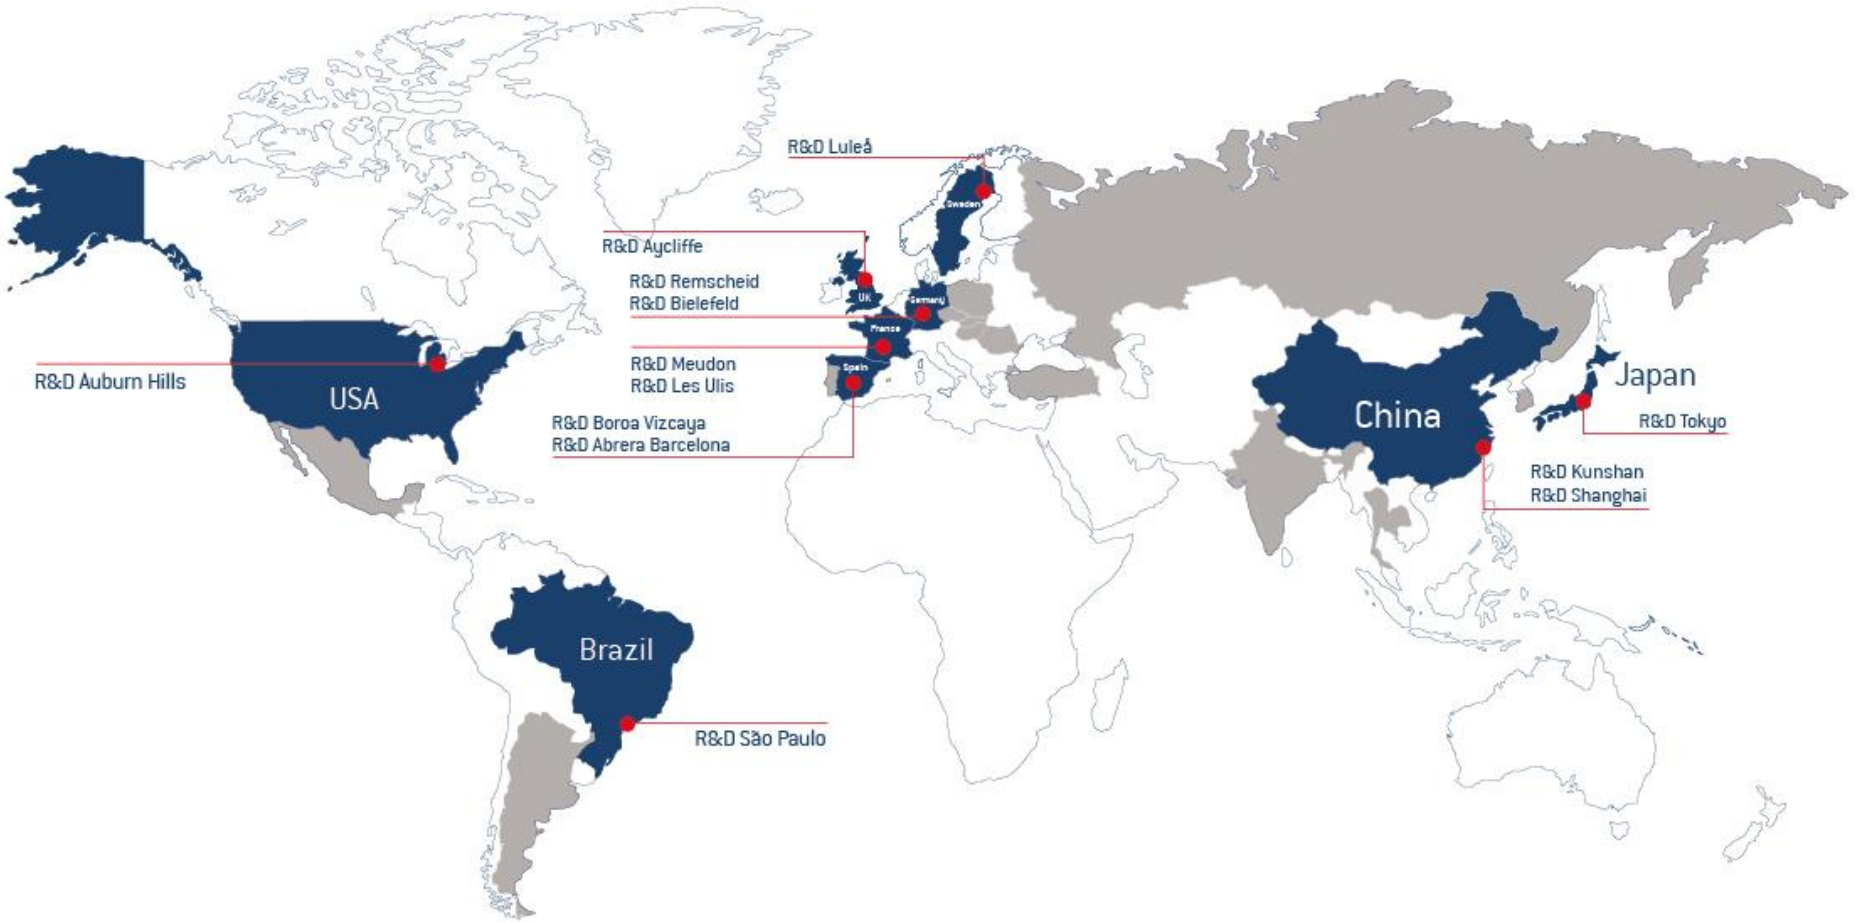 R&D Luleå
Sweden
R&D Aycliffe
R&D Remscheid
R&D Bielefeld
UK
Germany
France
R&D Meudon
R&D Les Ulis
Spain
R&D Auburn Hills
USA
R&D Boroa Vizcaya
R&D Abrera Barcelona
Japan
China
R&D Tokyo
R&D Kunshan
R&D Shanghai
Brazil
R&D São Paulo